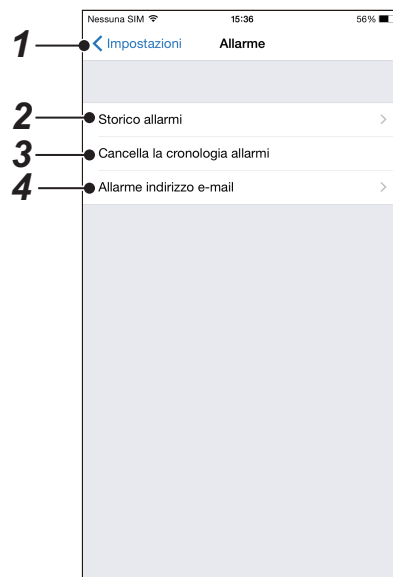 Nessuna SIM 15:36 56%
1 Impostazioni Allarme
2 Storico allarmi
3 Cancella la cronologia allarmi
4 Allarme indirizzo e-mail